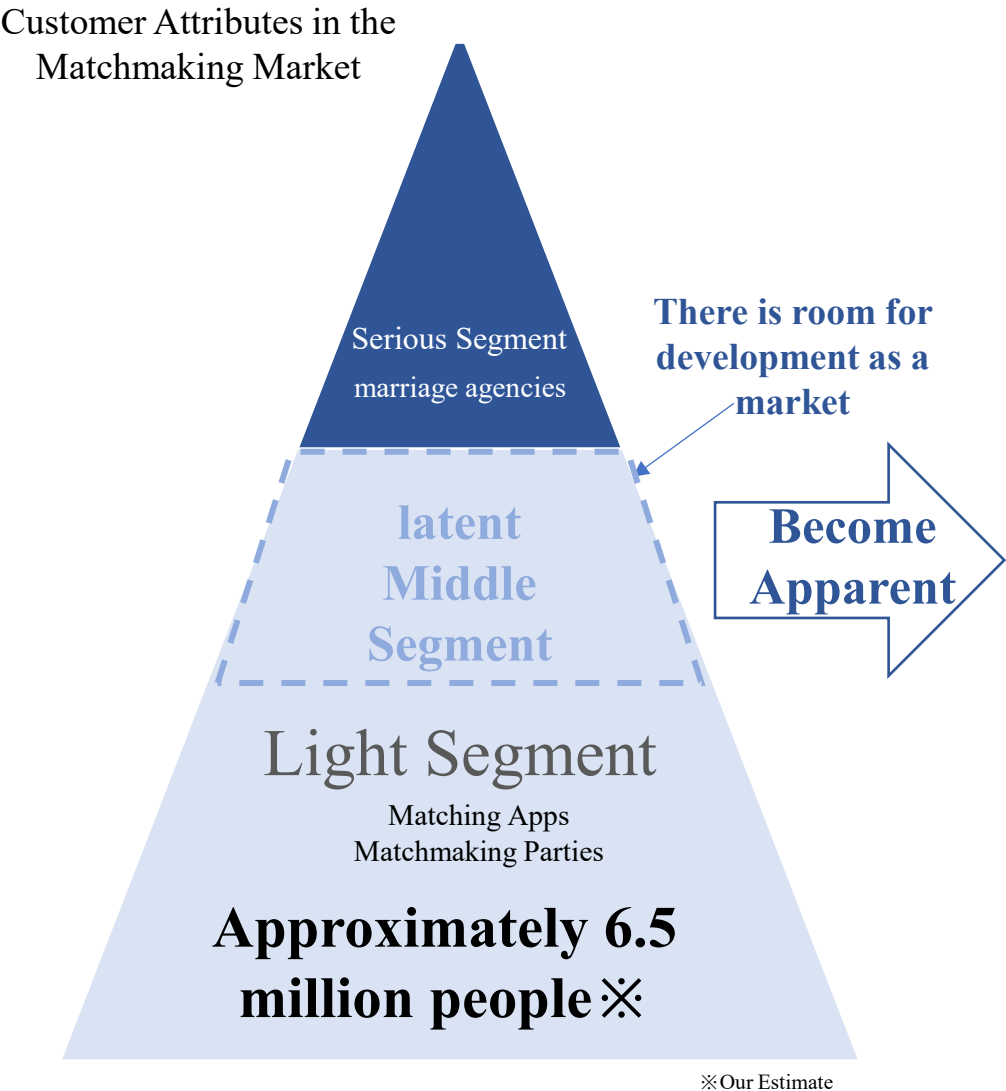 Customer Attributes in the
Matchmaking Market
Serious Segment
marriage agencies
There is room for
development as a
market
latent
Middle
Segment
Become
Apparent
Light Segment
Matching Apps
Matchmaking Parties
Approximately 6.5
million people※
※Our Estimate